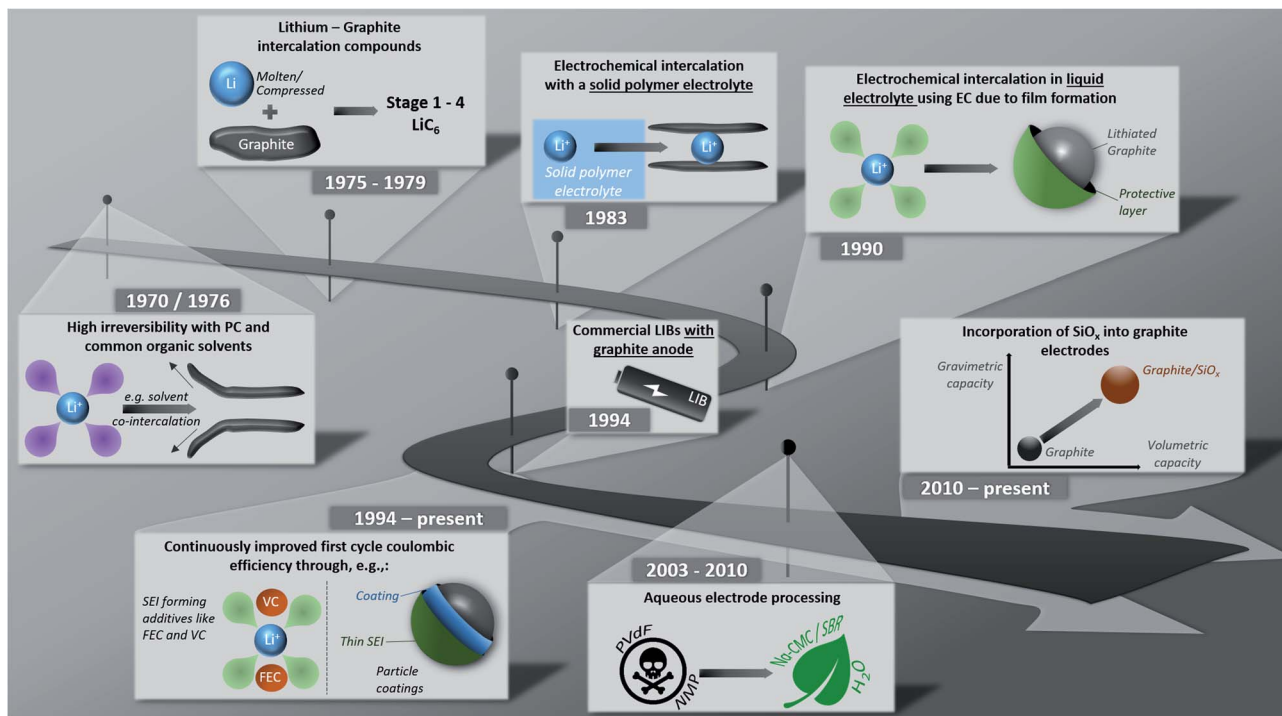 Lithium – Graphite
intercalation compounds
Li
Molten/
Compressed
Graphite
Stage 1 - 4
LiC₆
1975 - 1979
Electrochemical intercalation
with a solid polymer electrolyte
Li⁺
Solid polymer
electrolyte
Li⁺
1983
Electrochemical intercalation in liquid
electrolyte using EC due to film formation
Li⁺
Lithiated
Graphite
Protective
layer
1990
1970 / 1976
High irreversibility with PC and
common organic solvents
Li⁺
e.g. solvent
co-intercalation
Commercial LIBs with
graphite anode
LIB
1994
Incorporation of SiOₓ into graphite
electrodes
Gravimetric
capacity
Graphite/SiOₓ
Graphite
Volumetric
capacity
2010 – present
1994 – present
Continuously improved first cycle coulombic
efficiency through, e.g.,:
SEI forming
additives like
FEC and VC
VC
Li⁺
FEC
Coating
Thin SEI
Particle
coatings
2003 - 2010
Aqueous electrode processing
PVdF
NMP
Na-CMC / SBR
H₂O